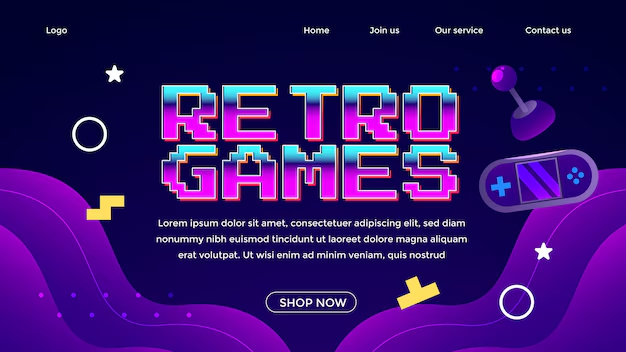 Logo
Home
Join us
Our service
Contact us
RETRO
GAMES
Lorem ipsum dolor sit amet, consectetuer adipiscing
elit, sed diam nonummy nibh euismod tincidunt ut
laoreet dolore magna aliquam erat volutpat. Ut wisi
enim ad minim veniam, quis nostrud
SHOP NOW